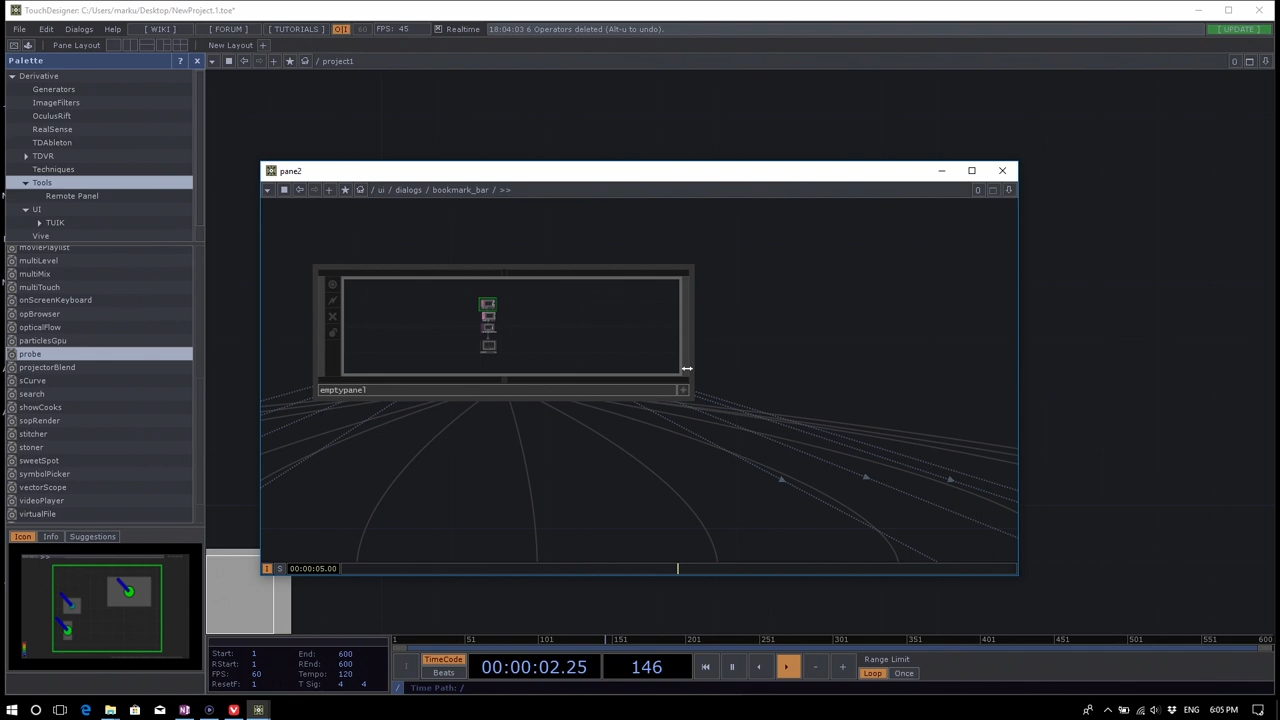 TouchDesigner: C:/Users/marku/Desktop/NewProject.1.toe*
File Edit Dialogs [ WIKI ] [ FORUM ] [ TUTORIALS ] O|I 60 FPS: 45 Realtime 18:04:03 6 Operators deleted (Alt-u to undo). [ UPDATE ]
Pane Layout New Layout +
Palette ? x / project1 0
Derivative
Generators
ImageFilters
OculusRift
RealSense
TDAbleton
TDVR
Techniques
Tools
Remote Panel
UI
TUIK
Vive
moviePlaylist
multiLevel
multiMix
multiTouch
onScreenKeyboard
opBrowser
opticalFlow
particlesGpu
probe
projectorBlend
sCurve
search
showCooks
sopRender
stitcher
stoner
sweetSpot
symbolPicker
vectorScope
videoPlayer
virtualFile
Icon Info Suggestions
pane2
/ ui / dialogs / bookmark_bar / >> 0
emptypanel +
I S 00:00:05.00
1 51 101 151 201 251 301 351 401 451 501 551 600
Start: 1 End: 600
RStart: 1 REnd: 600
FPS: 60 Tempo: 120
ResetF: 1 T Sig: 4 4
TimeCode
Beats
00:00:02.25 146
- +
Range Limit
Loop Once
/ Time Path: /
ENG 6:05 PM